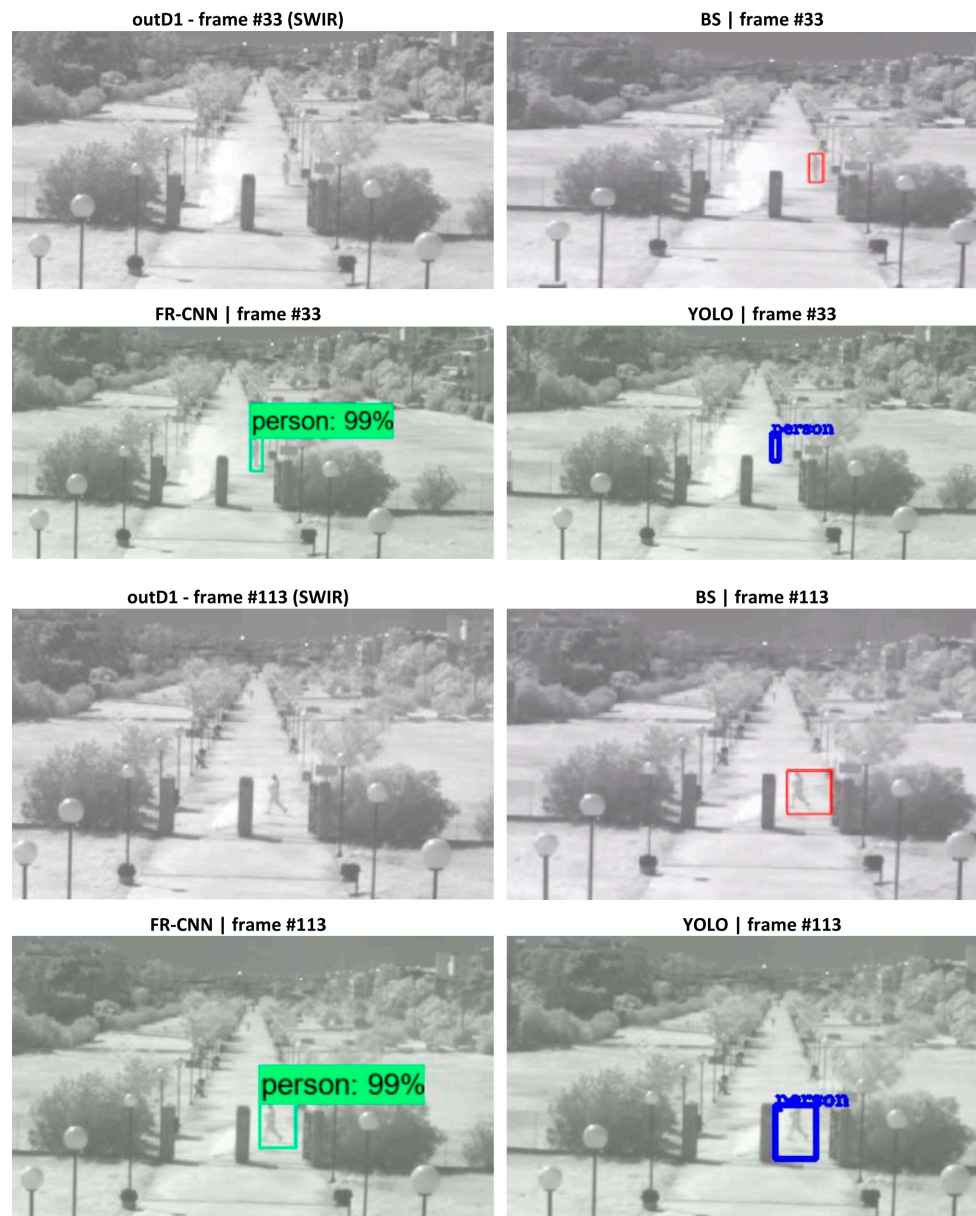 outD1 - frame #33 (SWIR)
BS | frame #33
FR-CNN | frame #33
YOLO | frame #33
person: 99%
person
outD1 - frame #113 (SWIR)
BS | frame #113
FR-CNN | frame #113
YOLO | frame #113
person: 99%
person